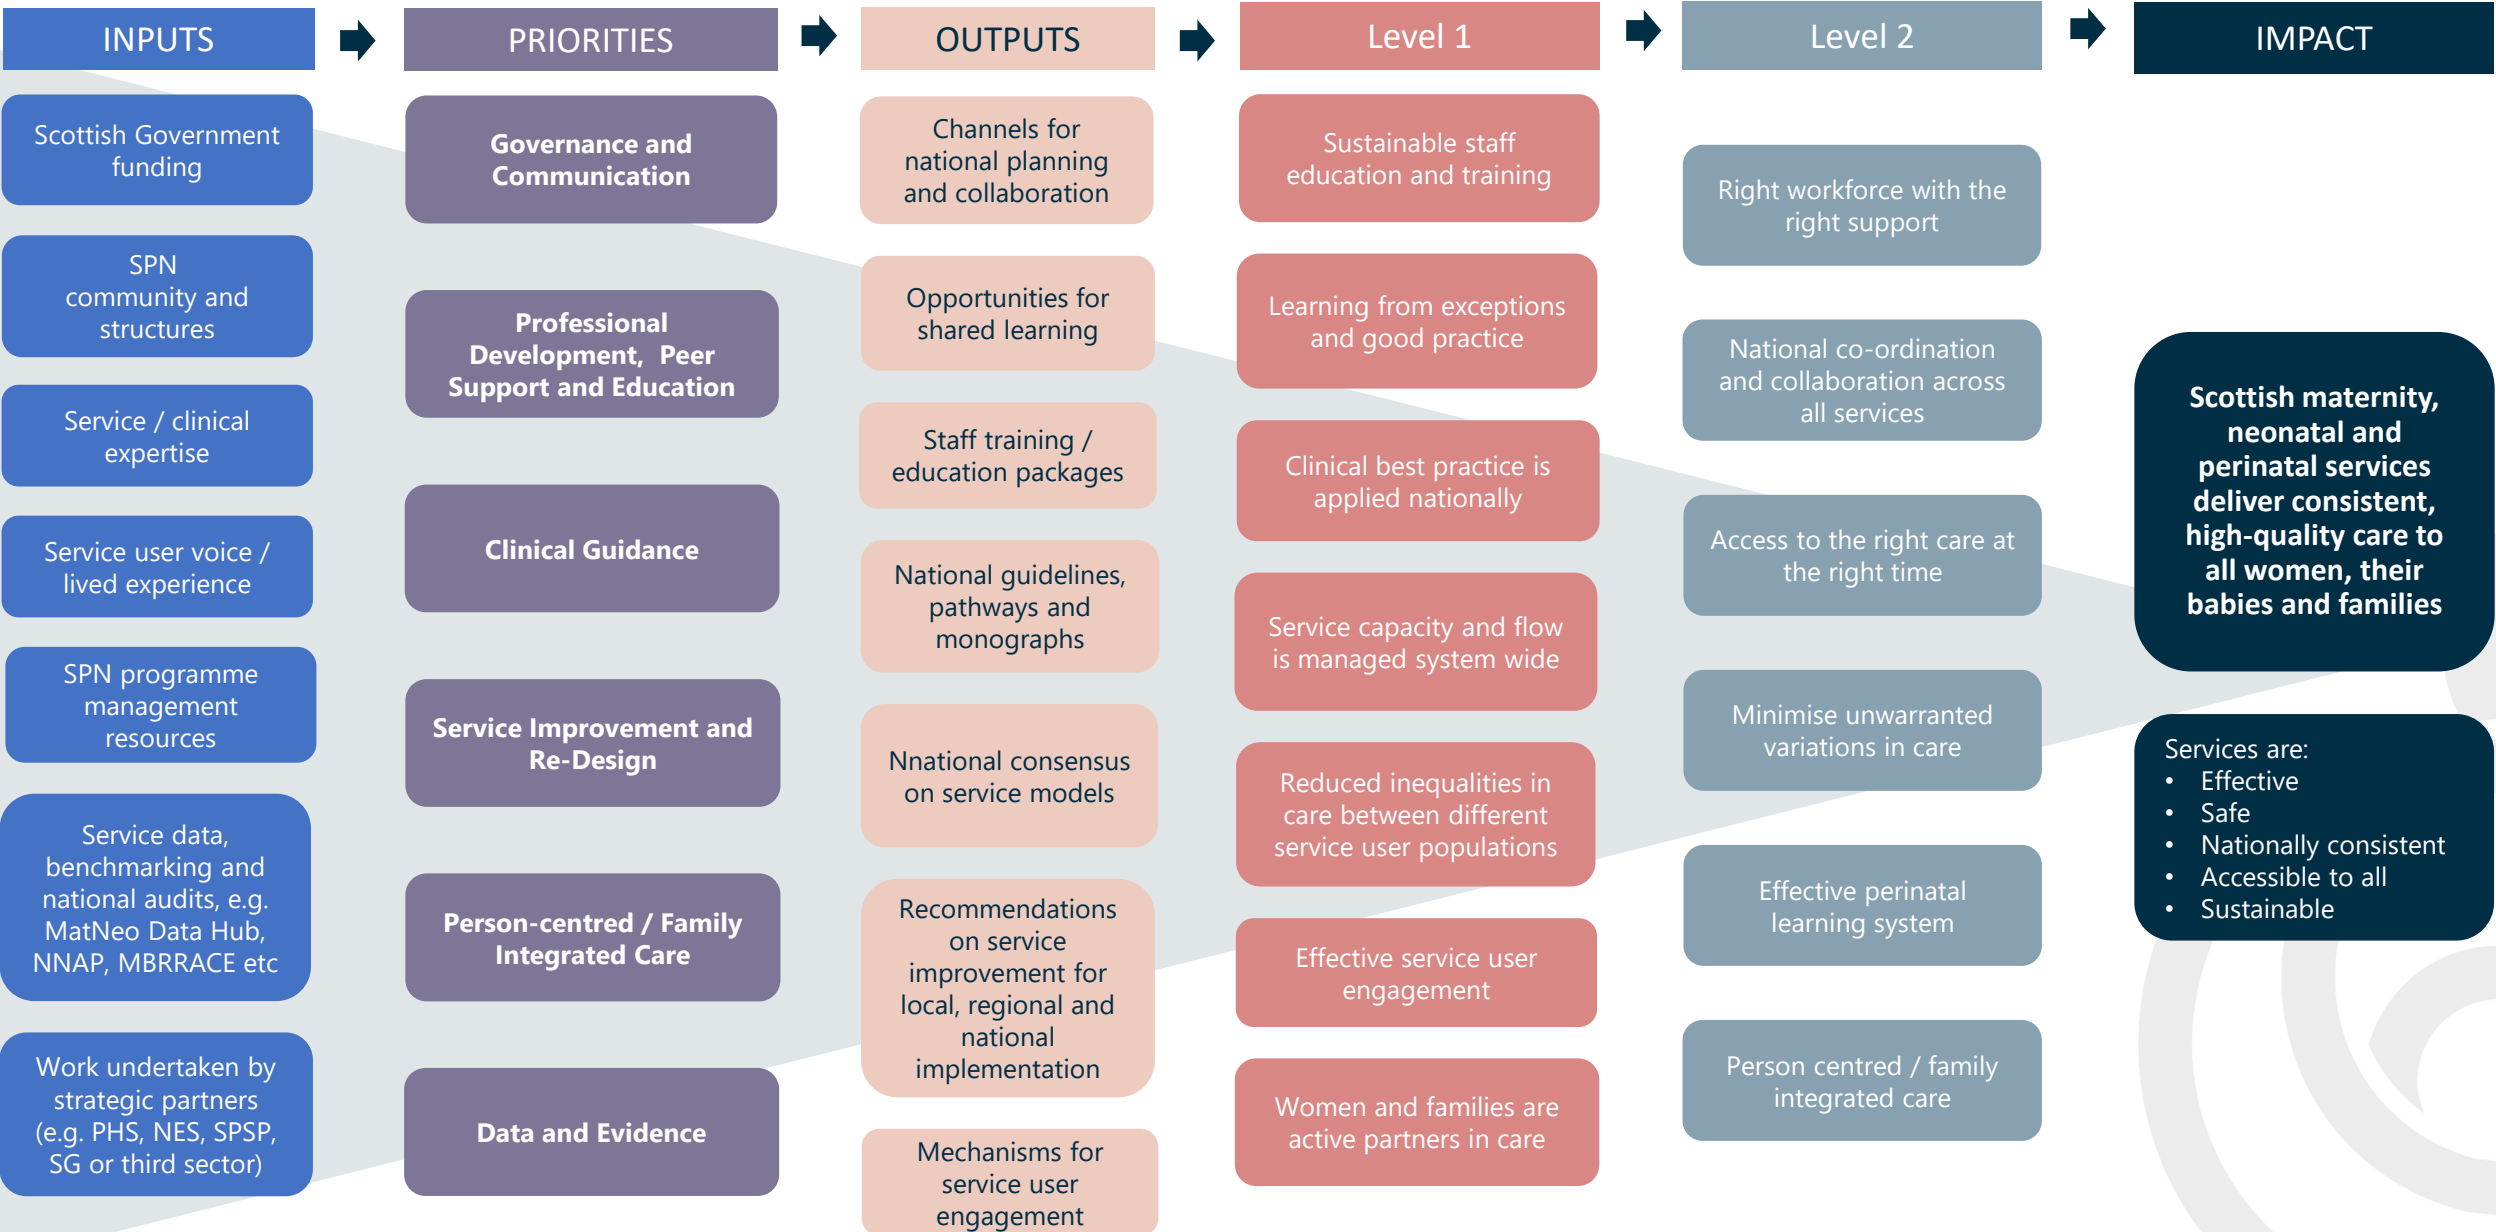 INPUTS
PRIORITIES
OUTPUTS
Level 1
Level 2
IMPACT
Scottish Government
funding
SPN
community and
structures
Service / clinical
expertise
Service user voice /
lived experience
SPN programme
management
resources
Service data,
benchmarking and
national audits, e.g.
MatNeo Data Hub,
NNAP, MBRRACE etc
Work undertaken by
strategic partners
(e.g. PHS, NES, SPSP,
SG or third sector)
Governance and
Communication
Professional
Development, Peer
Support and Education
Clinical Guidance
Service Improvement and
Re-Design
Person-centred / Family
Integrated Care
Data and Evidence
Channels for
national planning
and collaboration
Opportunities for
shared learning
Staff training /
education packages
National guidelines,
pathways and
monographs
Nnational consensus
on service models
Recommendations
on service
improvement for
local, regional and
national
implementation
Mechanisms for
service user
engagement
Sustainable staff
education and training
Learning from exceptions
and good practice
Clinical best practice is
applied nationally
Service capacity and flow
is managed system wide
Reduced inequalities in
care between different
service user populations
Effective service user
engagement
Women and families are
active partners in care
Right workforce with the
right support
National co-ordination
and collaboration across
all services
Access to the right care at
the right time
Minimise unwarranted
variations in care
Effective perinatal
learning system
Person centred / family
integrated care
Scottish maternity,
neonatal and
perinatal services
deliver consistent,
high-quality care to
all women, their
babies and families
Services are:
• Effective
• Safe
• Nationally consistent
• Accessible to all
• Sustainable